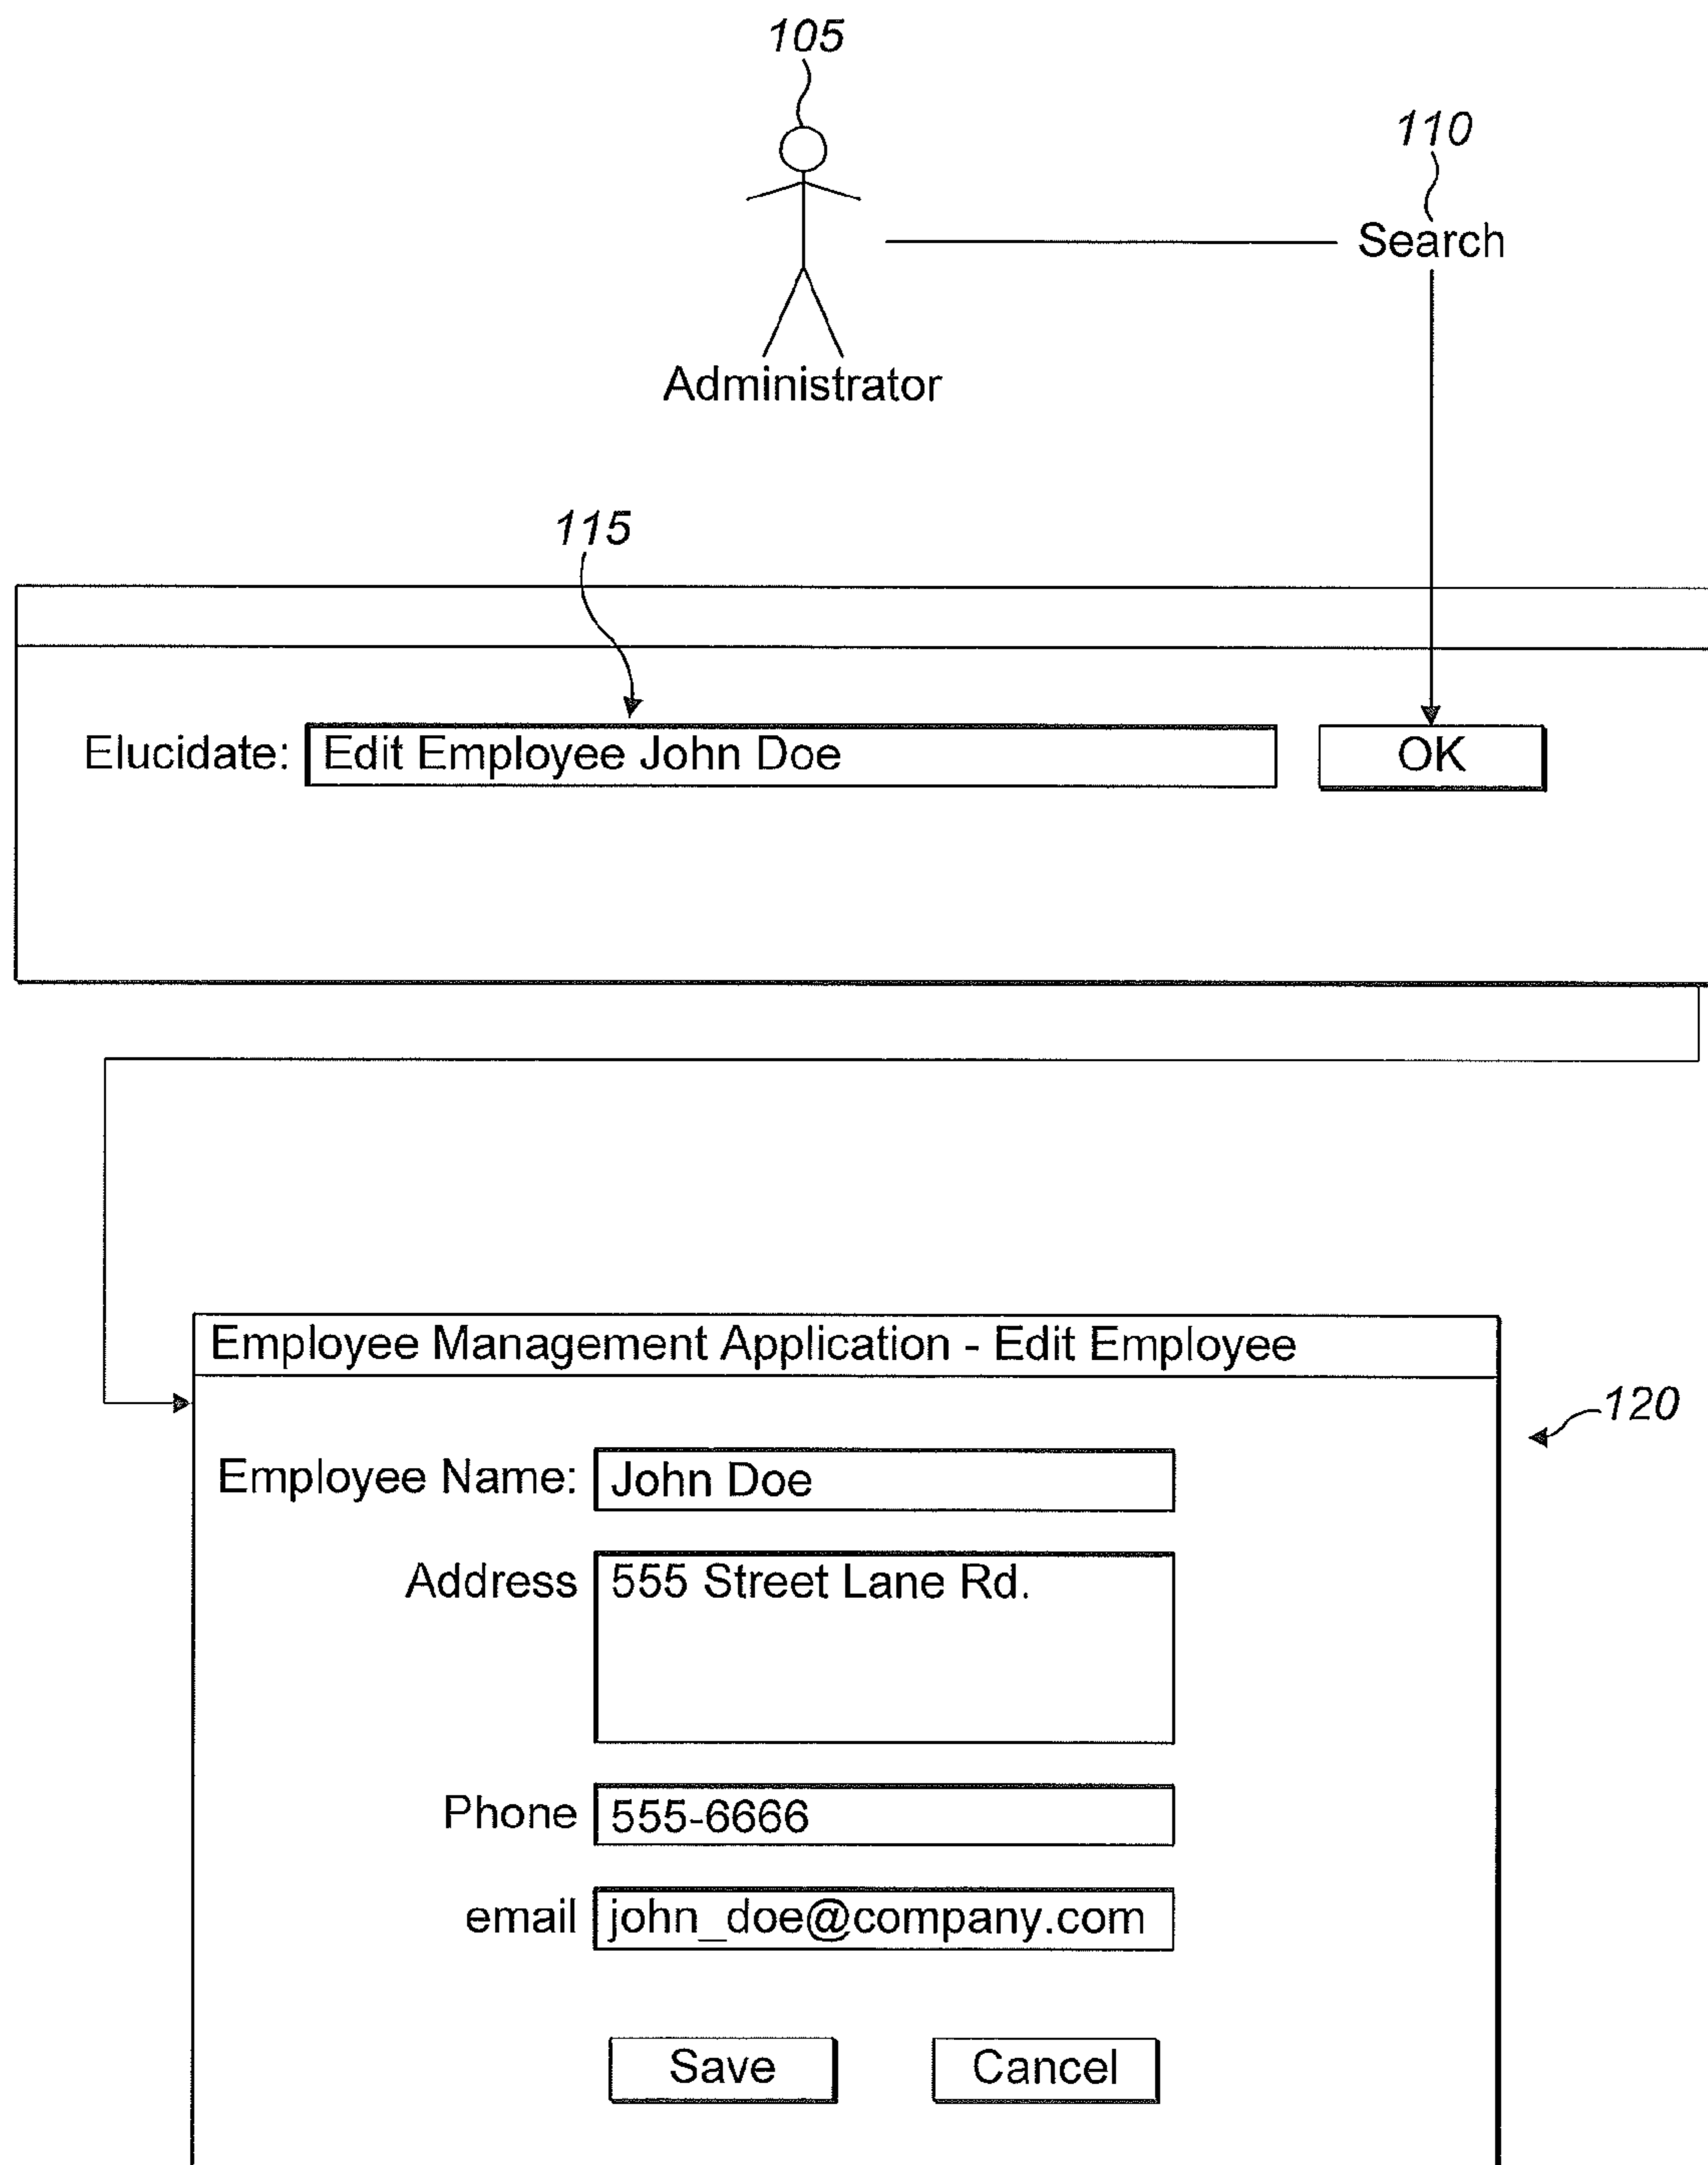 105
110
Search
Administrator
115
Elucidate: Edit Employee John Doe OK
Employee Management Application - Edit Employee
120
Employee Name: John Doe
Address 555 Street Lane Rd.
Phone 555-6666
email john_doe@company.com
Save Cancel